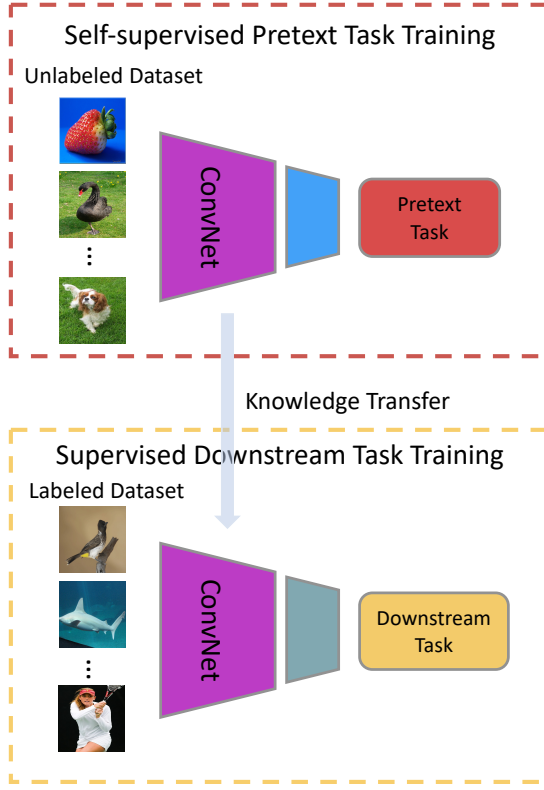 Self-supervised Pretext Task Training
Unlabeled Dataset
ConvNet
Pretext
Task
...
Knowledge Transfer
Supervised Downstream Task Training
Labeled Dataset
ConvNet
Downstream
Task
...